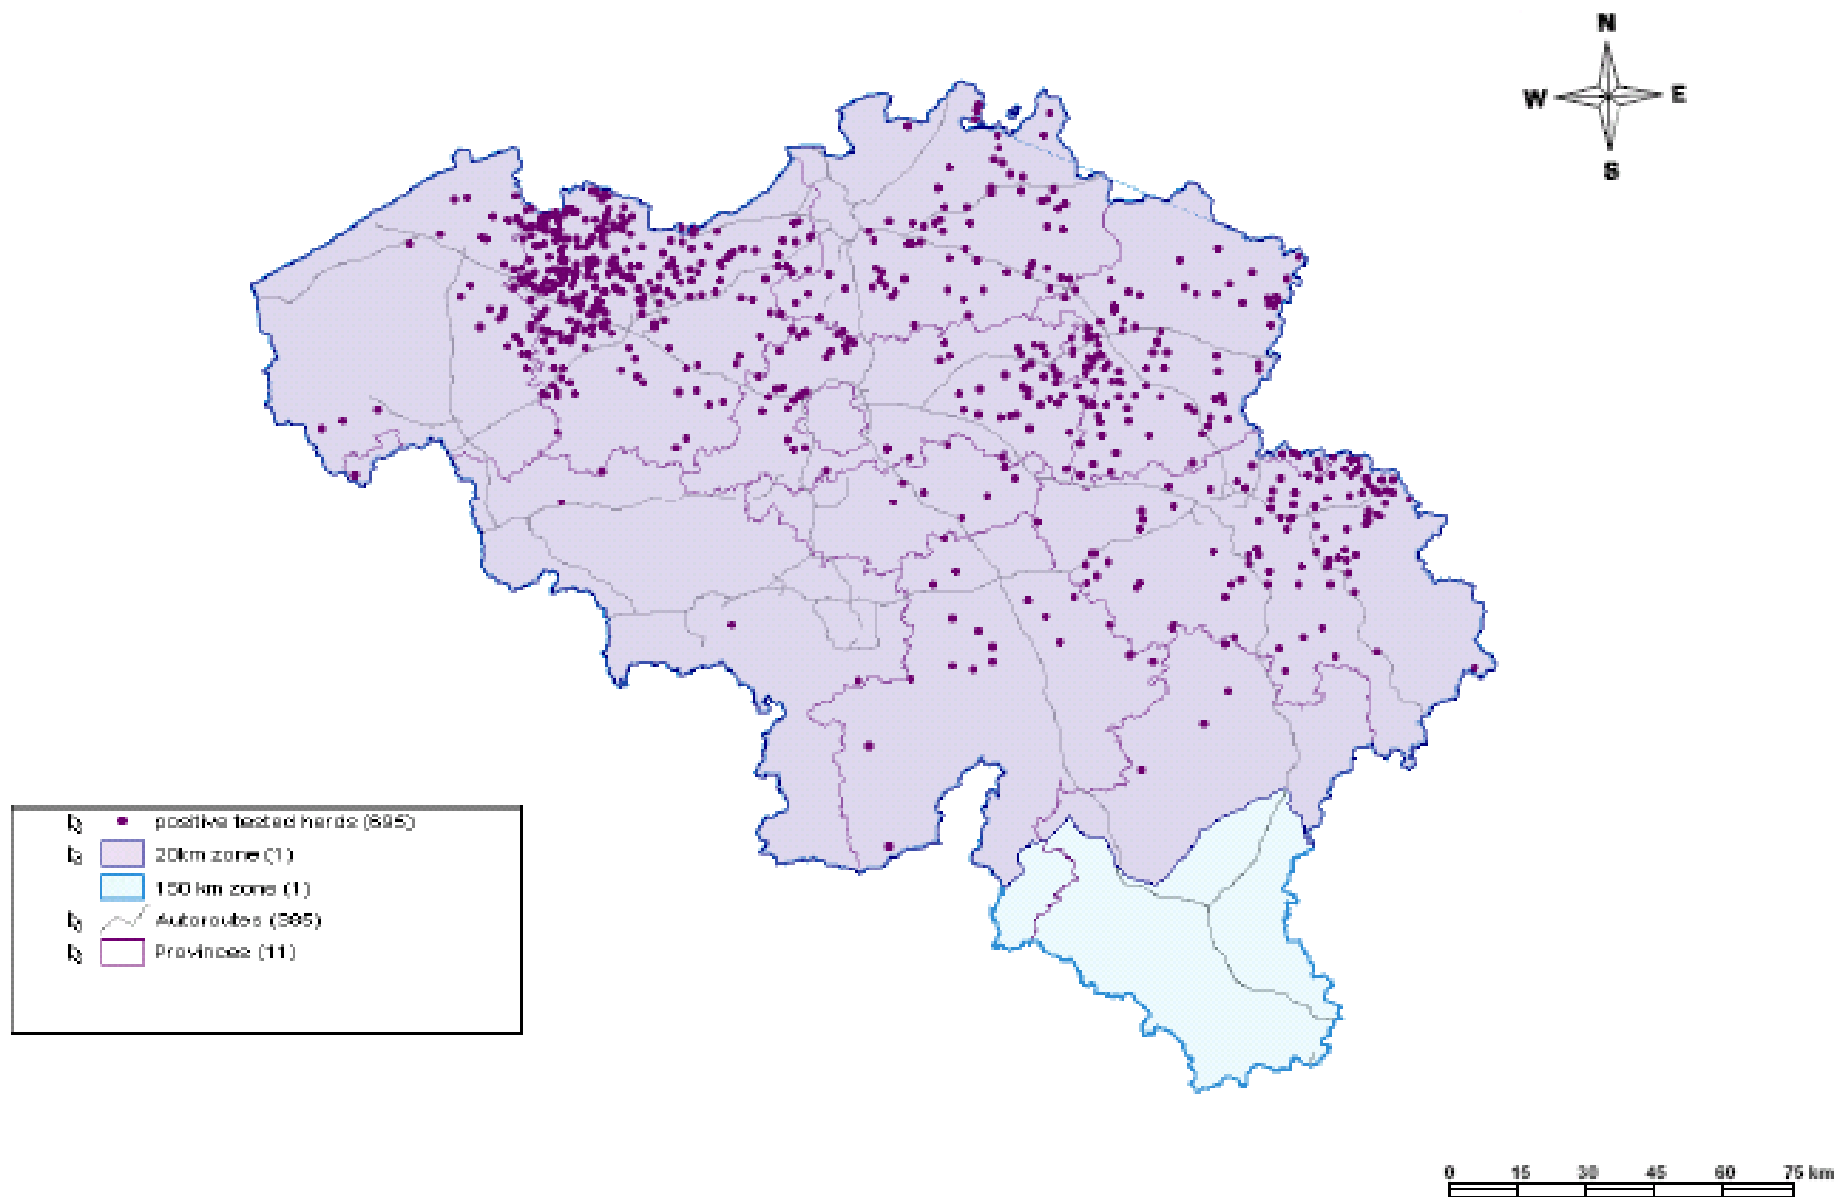 N
W E
S
positive tested herds (695)
20km zone (1)
150 km zone (1)
Autoroutes (385)
Provinces (11)
0 15 30 45 60 75 km